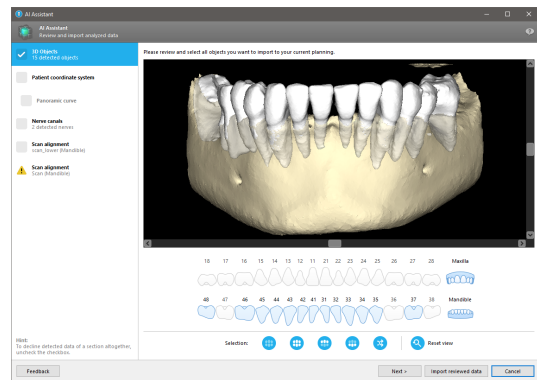 AI Assistant
AI Assistant
Review and import analyzed data
3D Objects
15 detected objects
Patient coordinate system
Panoramic curve
Nerve canals
2 detected nerves
Scan alignment
scan_lower (Mandible)
Scan alignment
Scan (Mandible)
Hint:
To decline detected data of a section altogether,
uncheck the checkbox.
Please review and select all objects you want to import to your current planning.
18 17 16 15 14 13 12 11 21 22 23 24 25 26 27 28 Maxilla
48 47 46 45 44 43 42 41 31 32 33 34 35 36 37 38 Mandible
Selection: Reset view
Feedback Next > Import reviewed data Cancel